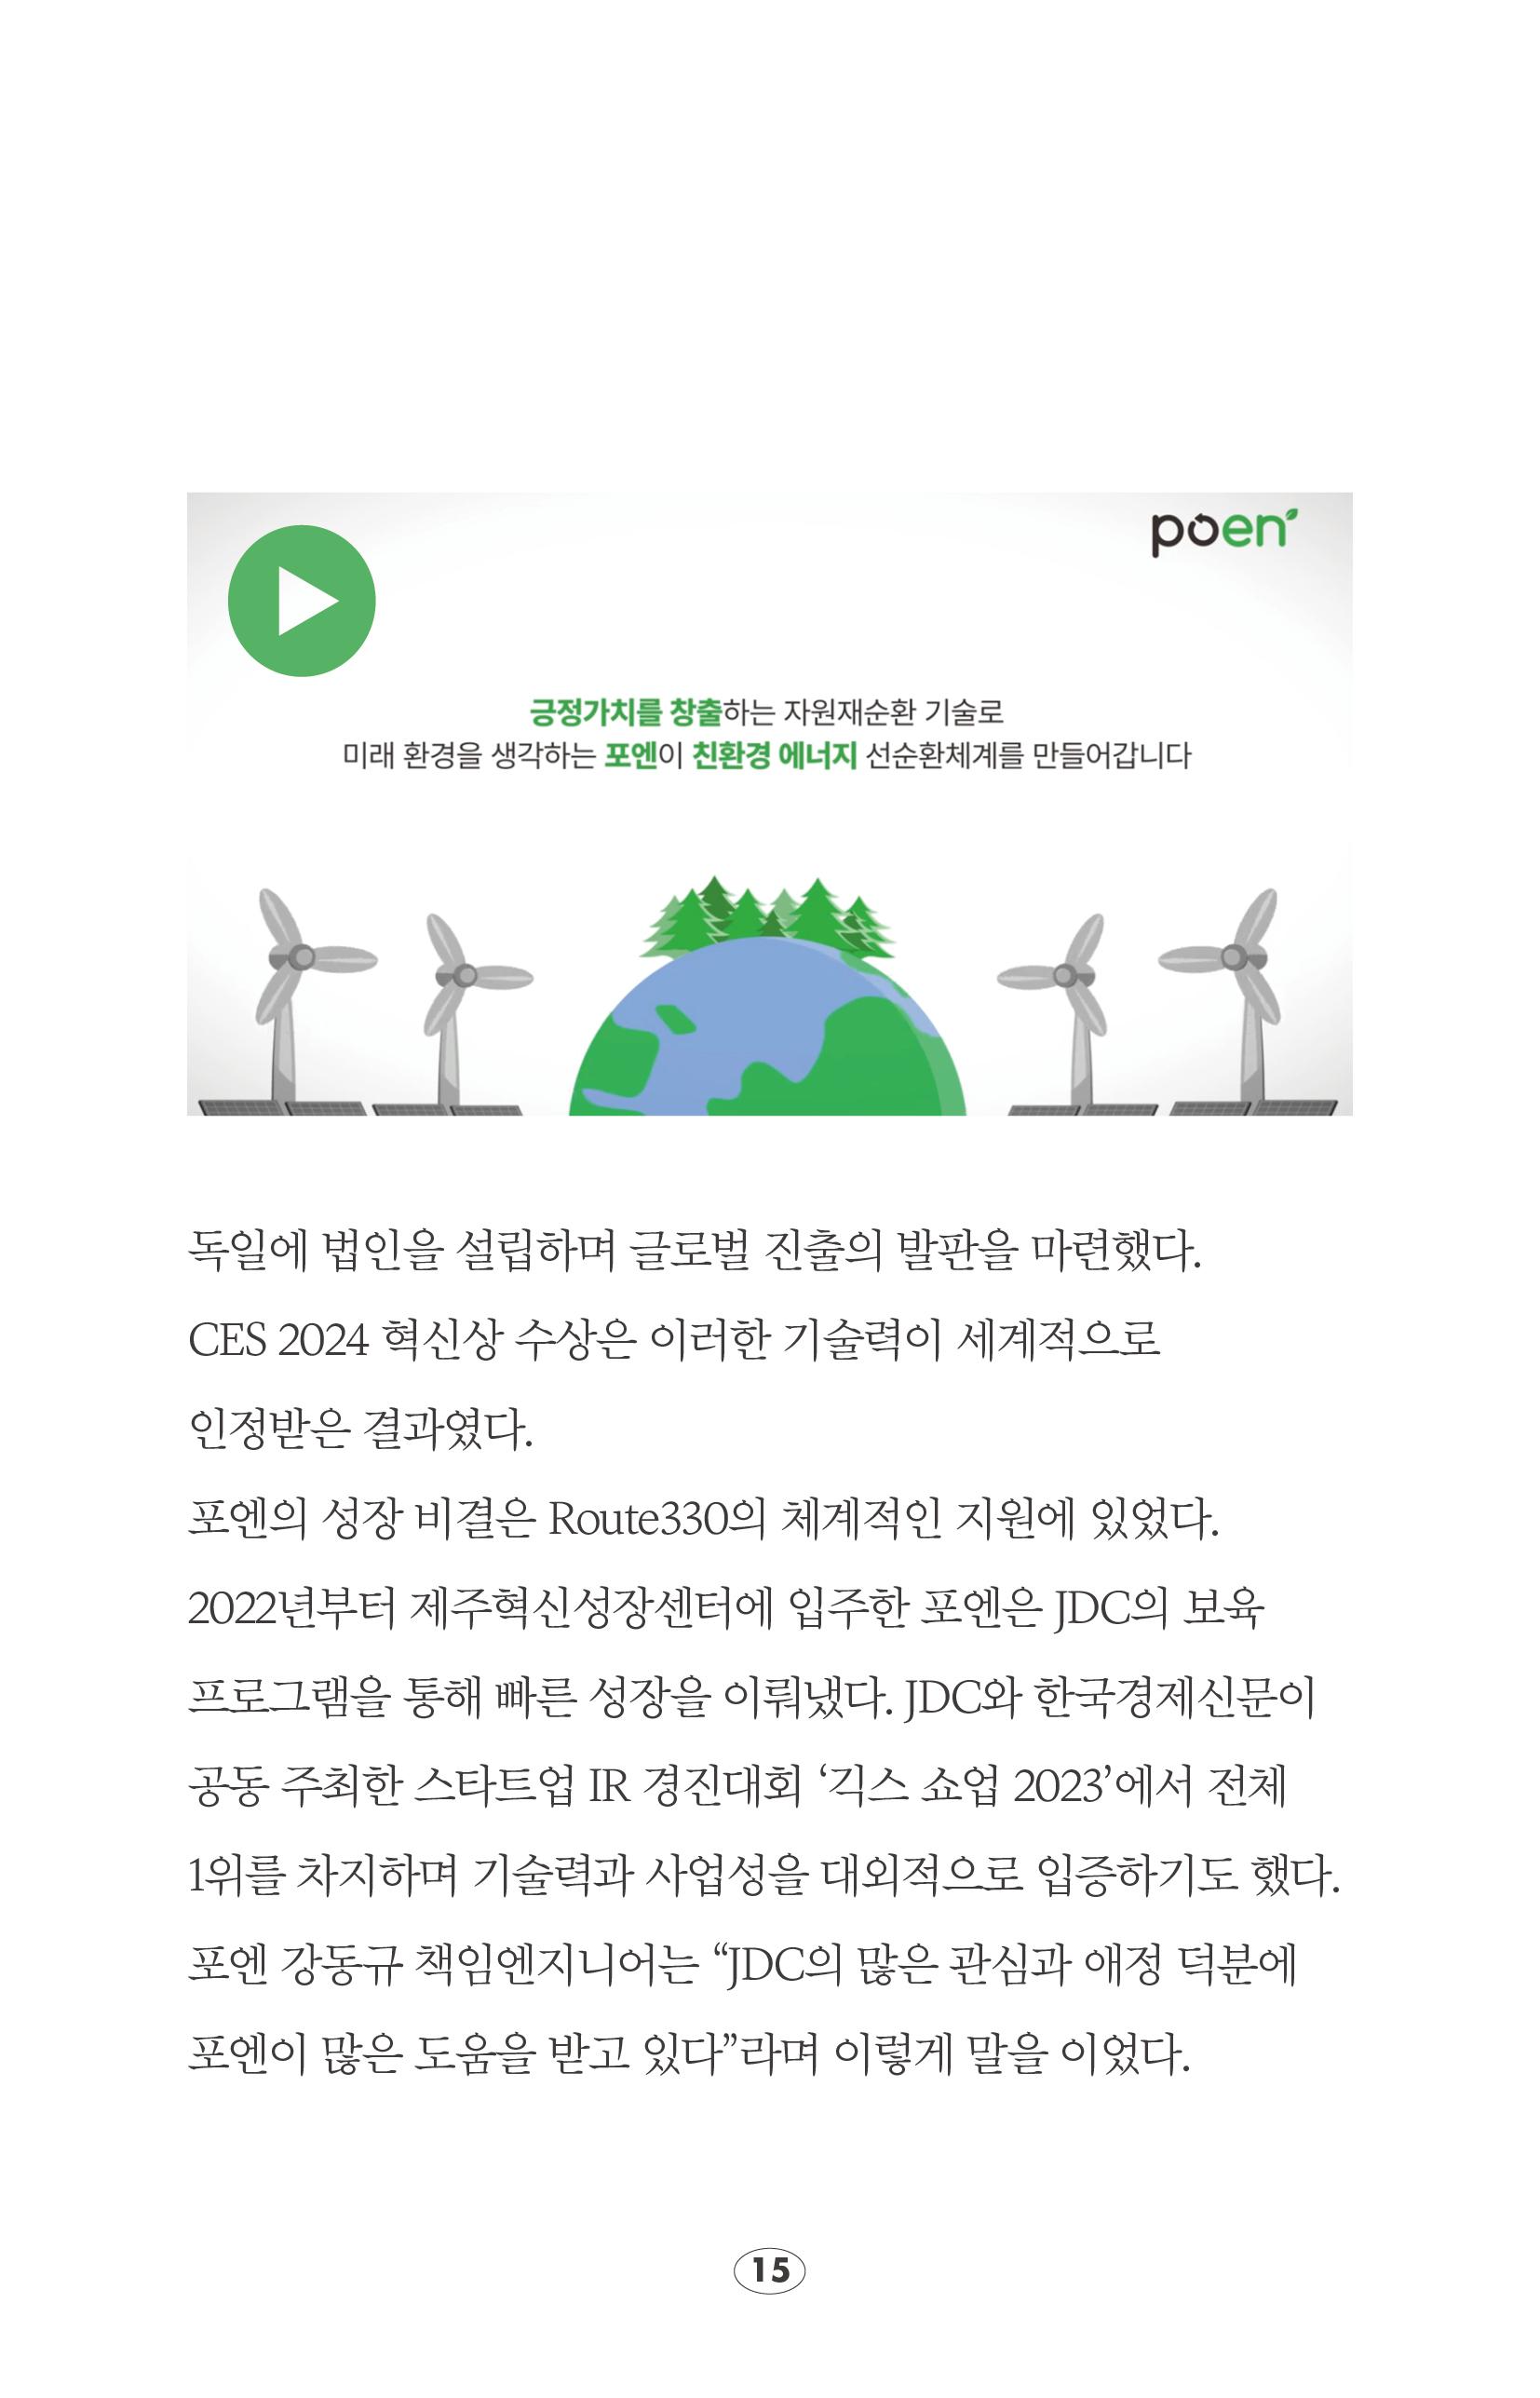 poen
긍정가치를 창출하는 자원재순환 기술로
미래 환경을 생각하는 포엔이 친환경 에너지 선순환체계를 만들어갑니다
독일에 법인을 설립하며 글로벌 진출의 발판을 마련했다.
CES 2024 혁신상 수상은 이러한 기술력이 세계적으로
인정받은 결과였다.
포엔의 성장 비결은 Route330의 체계적인 지원에 있었다.
2022년부터 제주혁신성장센터에 입주한 포엔은 JDC의 보육
프로그램을 통해 빠른 성장을 이뤄냈다. JDC와 한국경제신문이
공동 주최한 스타트업 IR 경진대회 ‘긱스 쇼업 2023’에서 전체
1위를 차지하며 기술력과 사업성을 대외적으로 입증하기도 했다.
포엔 강동규 책임엔지니어는 “JDC의 많은 관심과 애정 덕분에
포엔이 많은 도움을 받고 있다”라며 이렇게 말을 이었다.
15